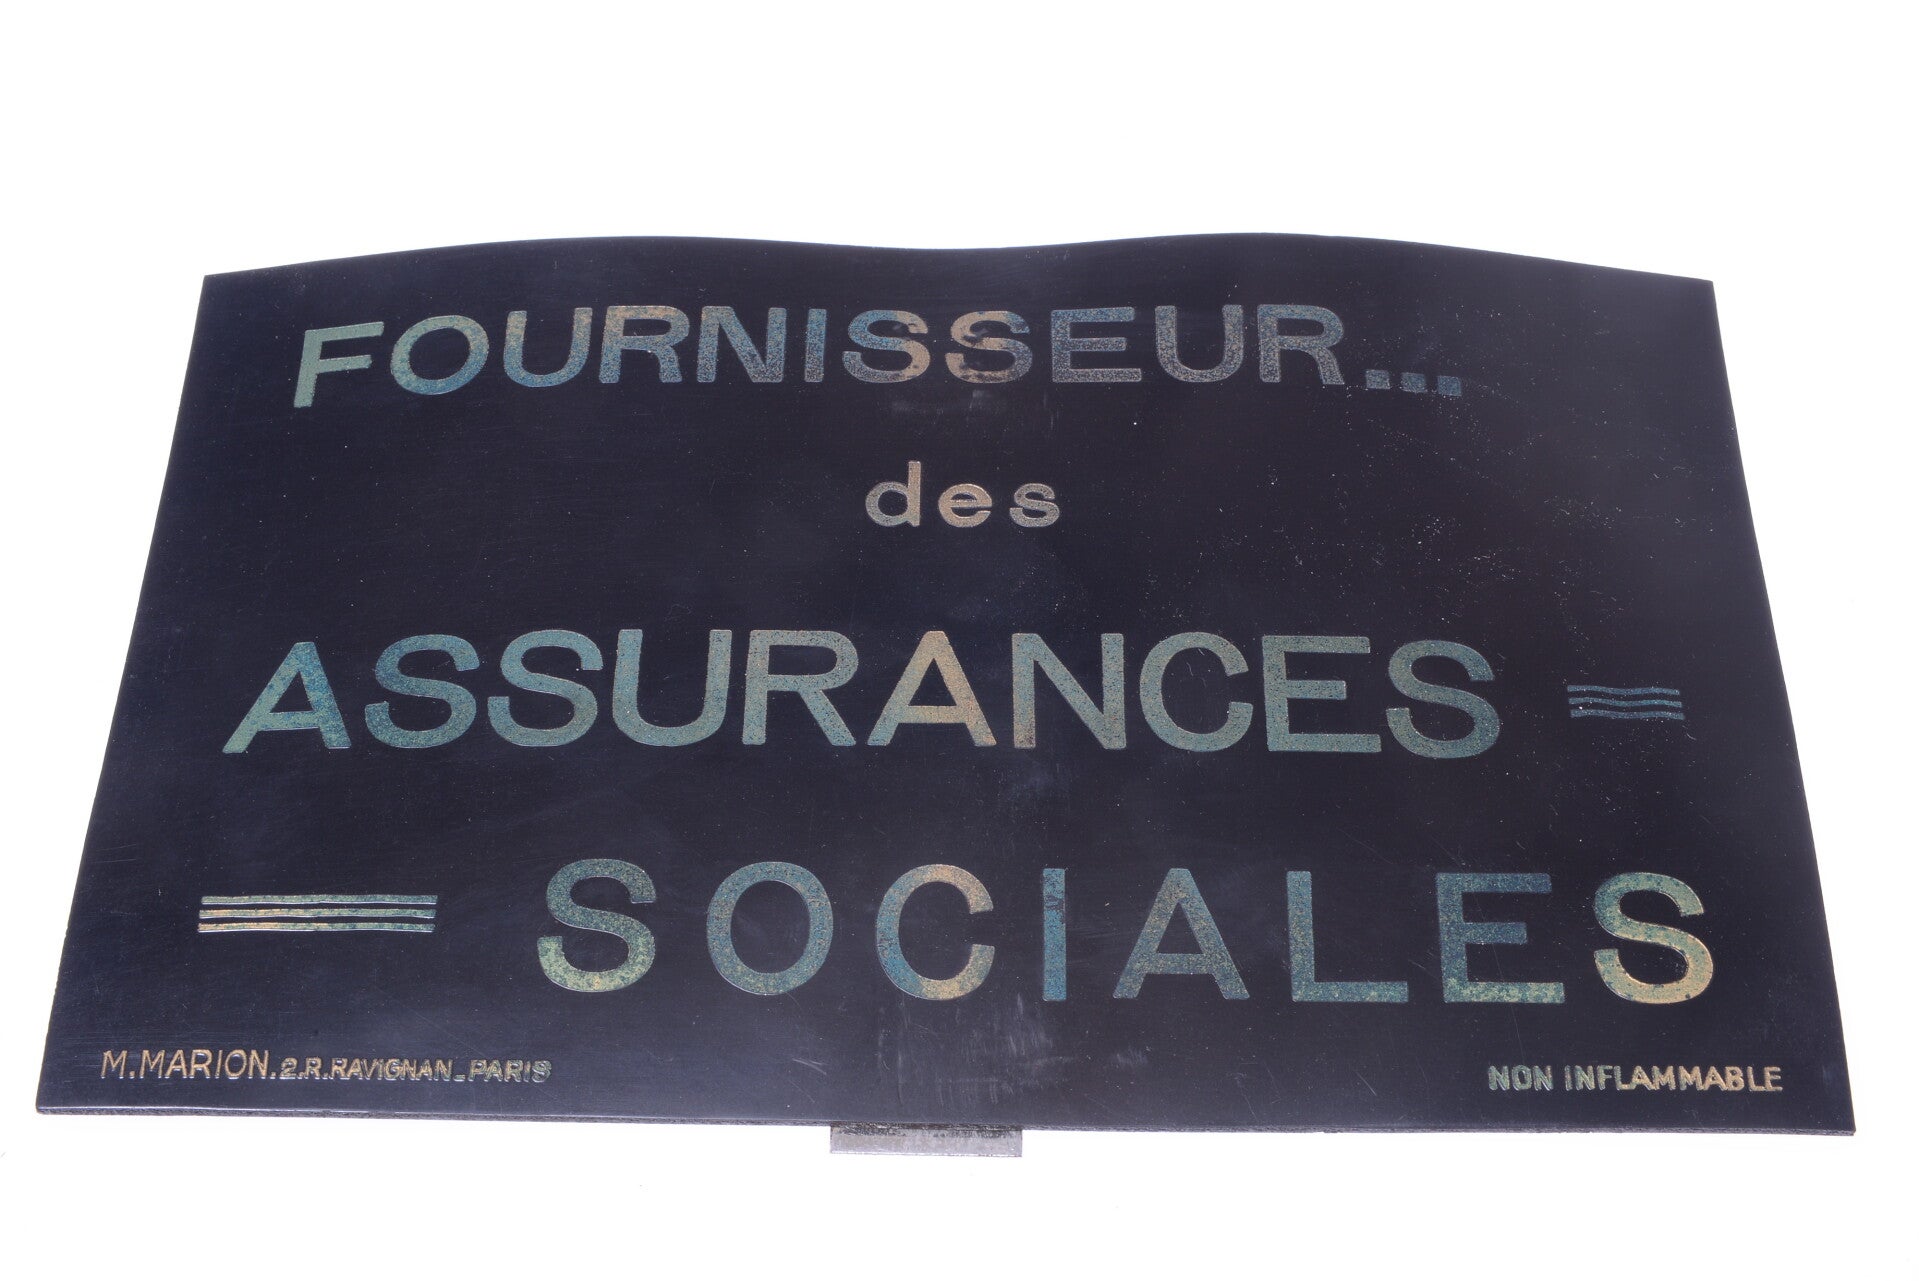 FOURNISSEUR...
des
ASSURANCES
SOCIALES
M.MARION.2.R.RAVIGNAN_PARIS
NON INFLAMMABLE